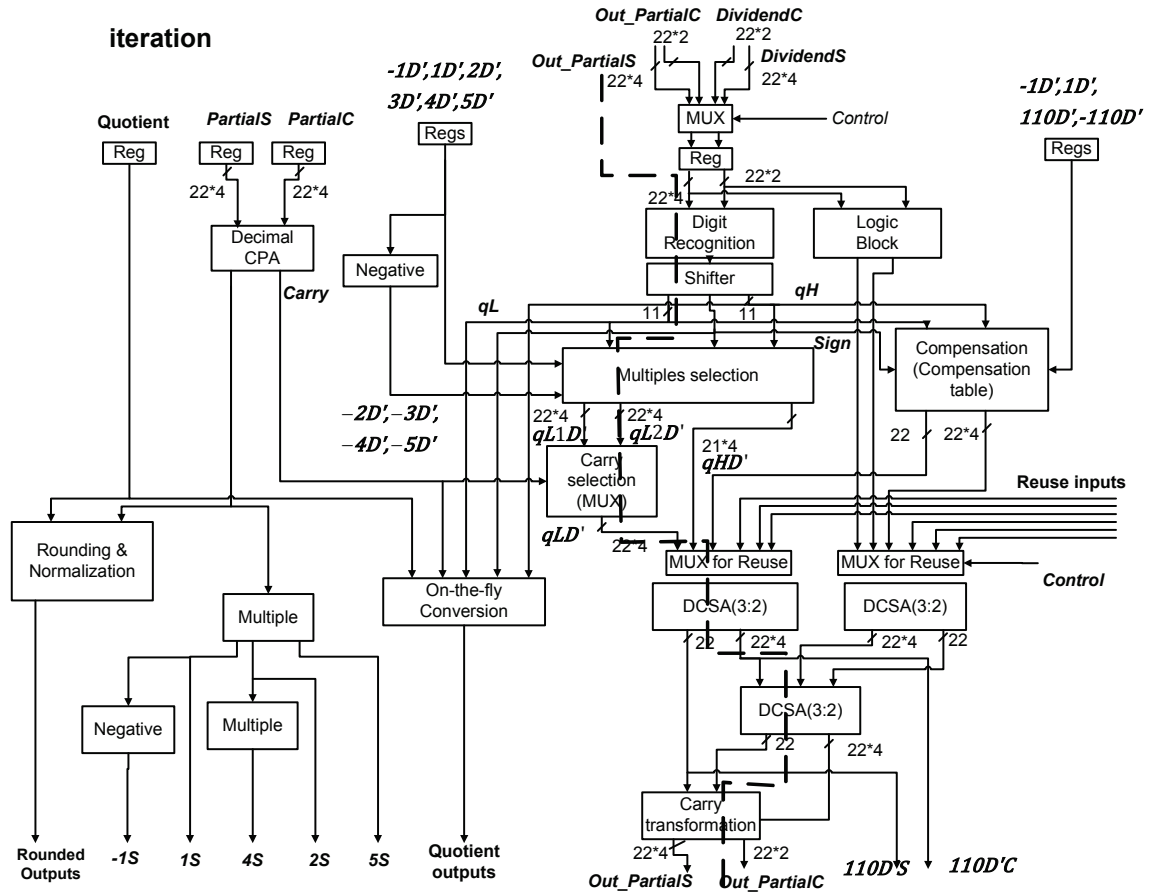 iteration
Out_PartialC
DividendC
22*2
22*2
Out_PartialS
DividendS
22*4
22*4
-1D′,1D′,2D′,
3D′,4D′,5D′
-1D′,1D′,
110D′,-110D′
Quotient
PartialS
PartialC
Regs
MUX
Control
Regs
Reg
Reg
Reg
Reg
22*4
22*4
22*4
22*2
Decimal
CPA
Digit
Recognition
Logic
Block
Negative
Shifter
Carry
qL
11
11
qH
Sign
Multiples selection
Compensation
(Compensation
table)
−2D′,−3D′,
−4D′,−5D′
22*4
22*4
qL1D′
qL2D′
21*4
qHD′
22
22*4
Carry
selection
(MUX)
Reuse inputs
qLD'
22*4
Rounding &
Normalization
MUX for Reuse
MUX for Reuse
Control
On-the-fly
Conversion
DCSA(3:2)
DCSA(3:2)
Multiple
22
22*4
22*4
22
DCSA(3:2)
Negative
Multiple
22
22*4
Carry
transformation
Rounded
Outputs
-1S
1S
4S
2S
5S
Quotient
outputs
22*4
22*2
Out_PartialS
Out_PartialC
110D′S
110D′C